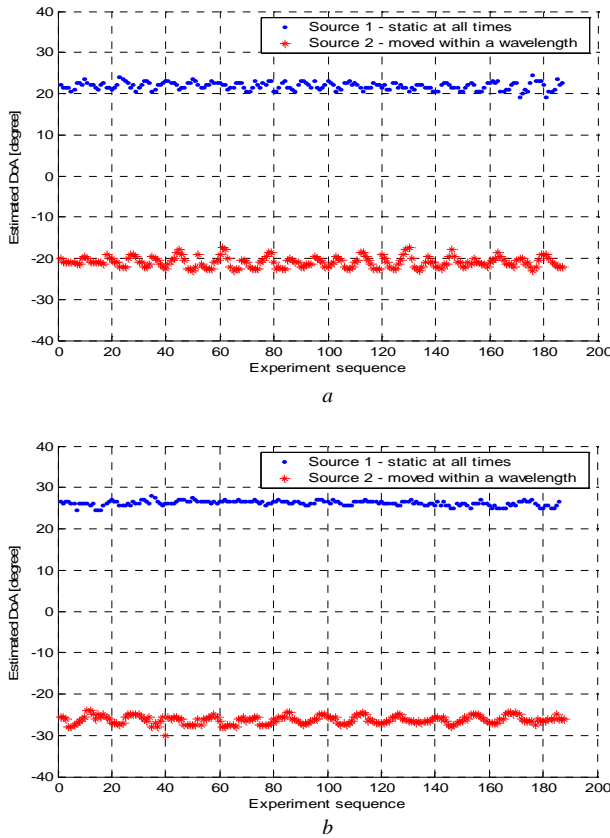 40
Source 1 - static at all times
Source 2 - moved within a wavelength
30
20
10
0
-10
-20
-30
-40
Estimated DoA [degree]
0 20 40 60 80 100 120 140 160 180 200
Experiment sequence
a
40
Source 1 - static at all times
Source 2 - moved within a wavelength
30
20
10
0
-10
-20
-30
-40
Estimated DoA [degree]
0 20 40 60 80 100 120 140 160 180 200
Experiment sequence
b